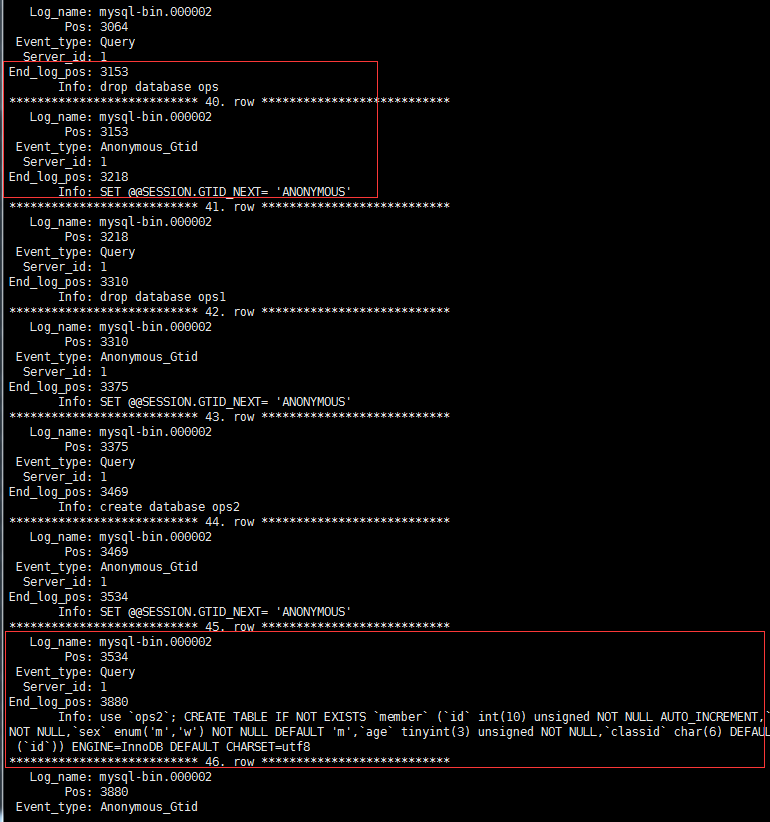 Log_name: mysql-bin.000002
Pos: 3064
Event_type: Query
Server_id: 1
End_log_pos: 3153
Info: drop database ops
*************************** 40. row ***************************
Log_name: mysql-bin.000002
Pos: 3153
Event_type: Anonymous_Gtid
Server_id: 1
End_log_pos: 3218
Info: SET @@SESSION.GTID_NEXT= 'ANONYMOUS'
*************************** 41. row ***************************
Log_name: mysql-bin.000002
Pos: 3218
Event_type: Query
Server_id: 1
End_log_pos: 3310
Info: drop database ops1
*************************** 42. row ***************************
Log_name: mysql-bin.000002
Pos: 3310
Event_type: Anonymous_Gtid
Server_id: 1
End_log_pos: 3375
Info: SET @@SESSION.GTID_NEXT= 'ANONYMOUS'
*************************** 43. row ***************************
Log_name: mysql-bin.000002
Pos: 3375
Event_type: Query
Server_id: 1
End_log_pos: 3469
Info: create database ops2
*************************** 44. row ***************************
Log_name: mysql-bin.000002
Pos: 3469
Event_type: Anonymous_Gtid
Server_id: 1
End_log_pos: 3534
Info: SET @@SESSION.GTID_NEXT= 'ANONYMOUS'
*************************** 45. row ***************************
Log_name: mysql-bin.000002
Pos: 3534
Event_type: Query
Server_id: 1
End_log_pos: 3880
Info: use `ops2`; CREATE TABLE IF NOT EXISTS `member` (`id` int(10) unsigned NOT NULL AUTO_INCREMENT,`
NOT NULL,`sex` enum('m','w') NOT NULL DEFAULT 'm',`age` tinyint(3) unsigned NOT NULL,`classid` char(6) DEFAUL
(`id`)) ENGINE=InnoDB DEFAULT CHARSET=utf8
*************************** 46. row ***************************
Log_name: mysql-bin.000002
Pos: 3880
Event_type: Anonymous_Gtid